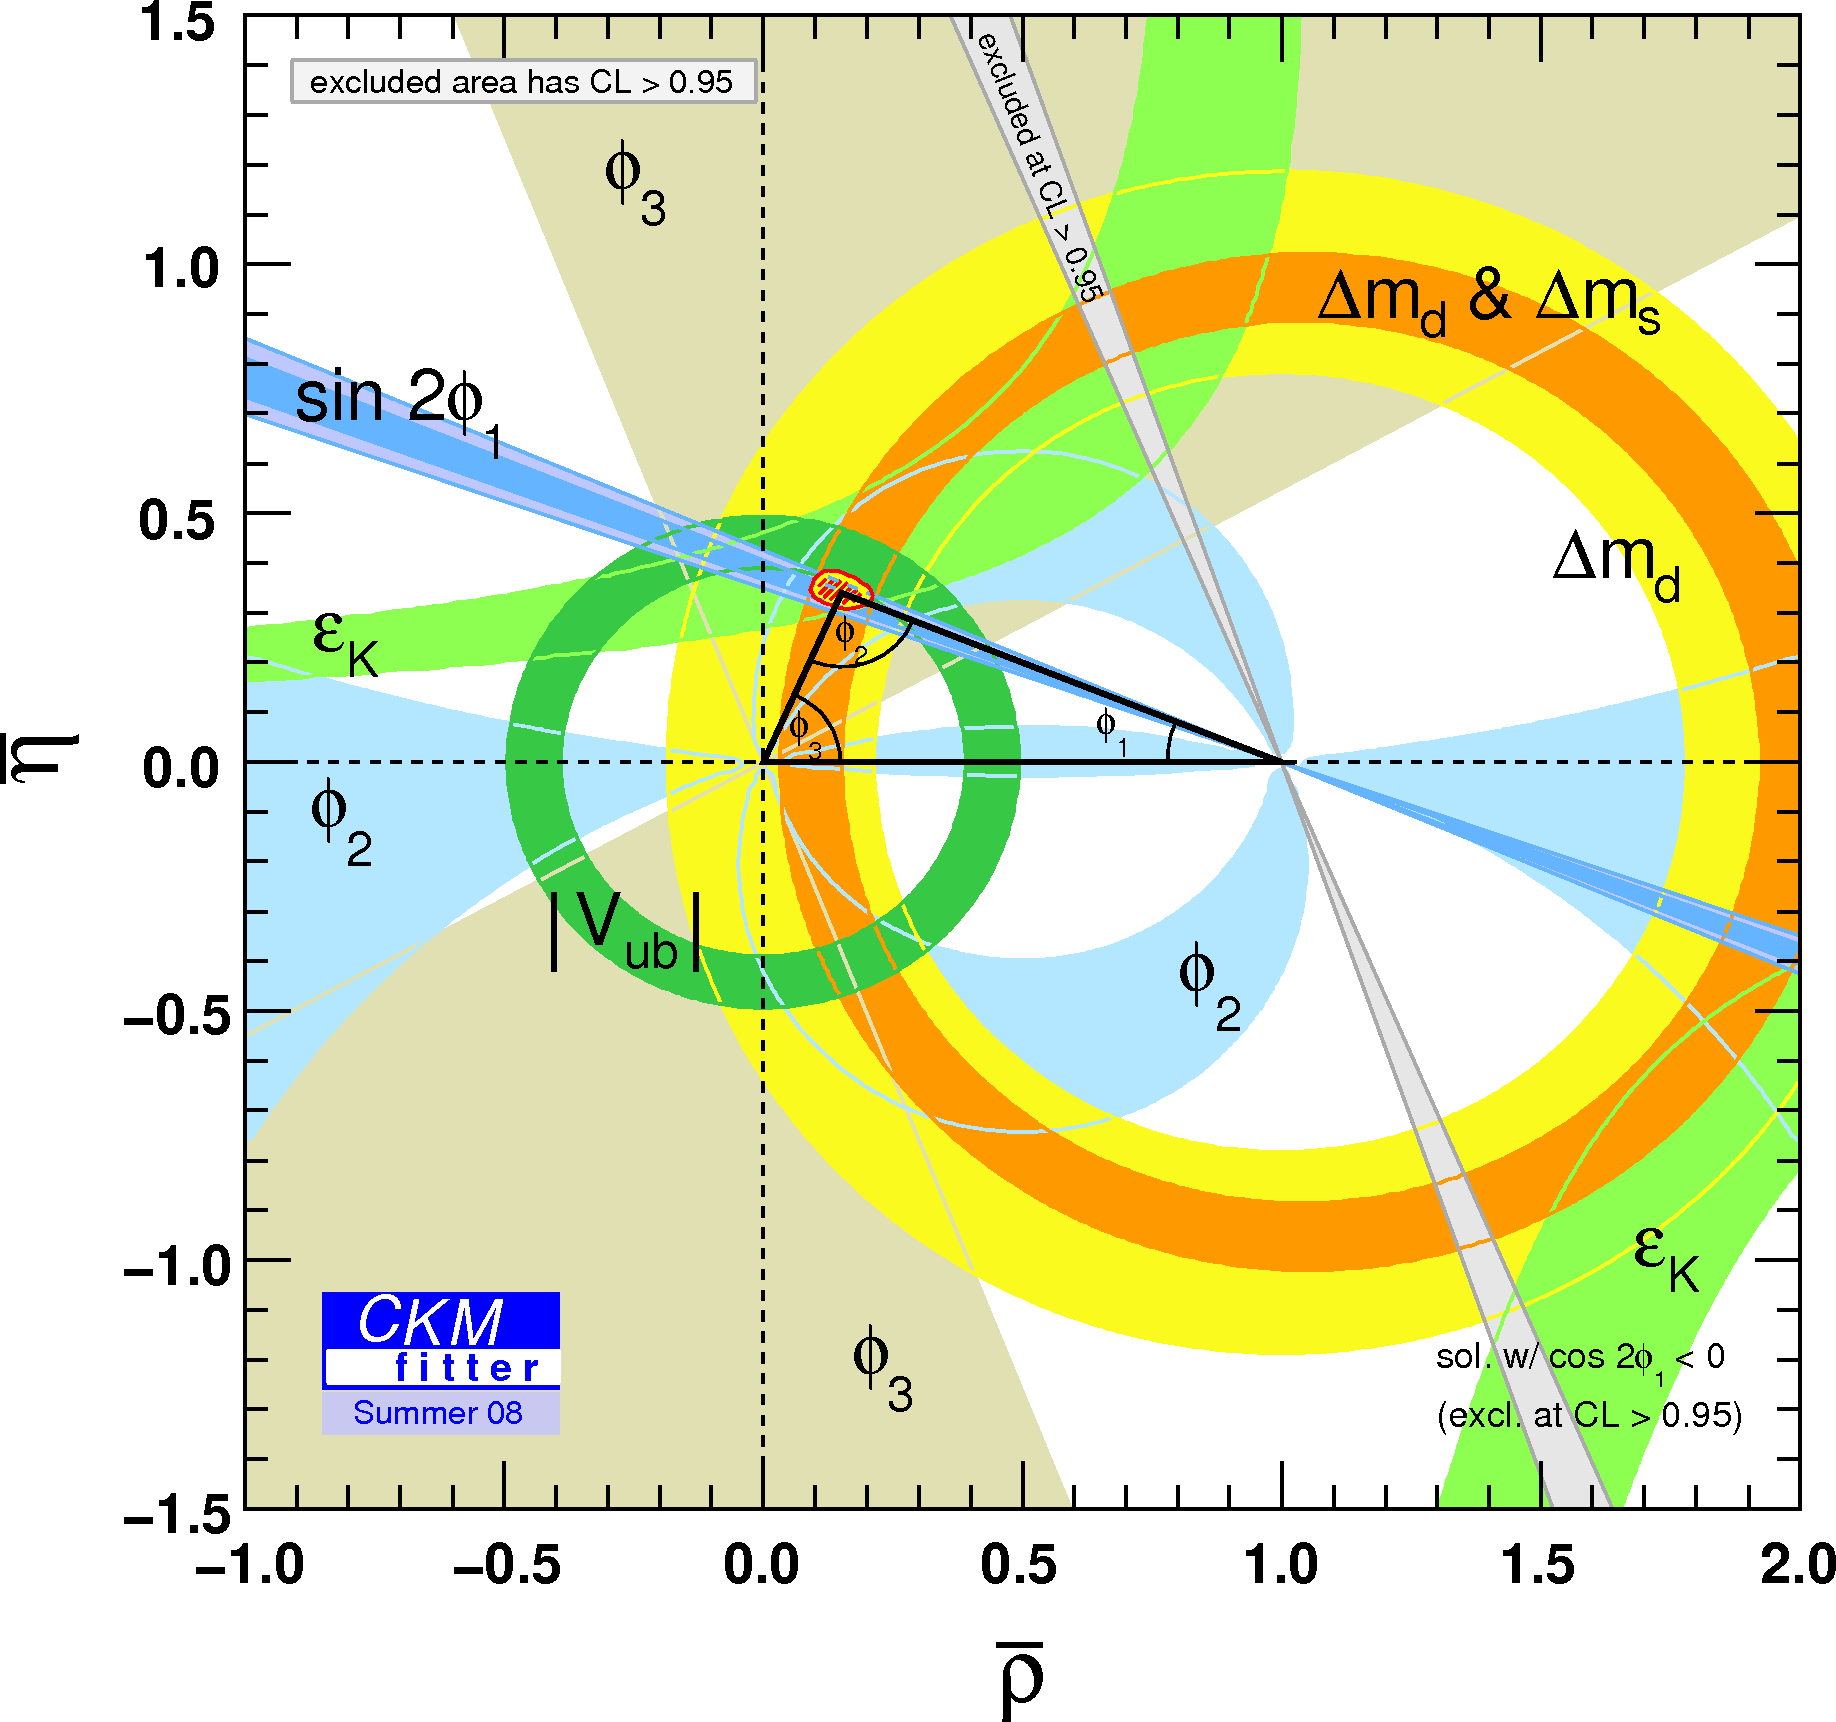 1.5
excluded area has CL > 0.95
excluded at CL > 0.95
ϕ3
1.0
Δmd & Δms
sin 2ϕ1
0.5
Δmd
εK
ϕ2
ϕ3
ϕ1
0.0
η̅
ϕ2
|Vub|
ϕ2
−0.5
−1.0
εK
CKM
fitter
Summer 08
ϕ3
sol. w/ cos 2ϕ1 < 0
(excl. at CL > 0.95)
−1.5
−1.0 −0.5 0.0 0.5 1.0 1.5 2.0
ρ̅